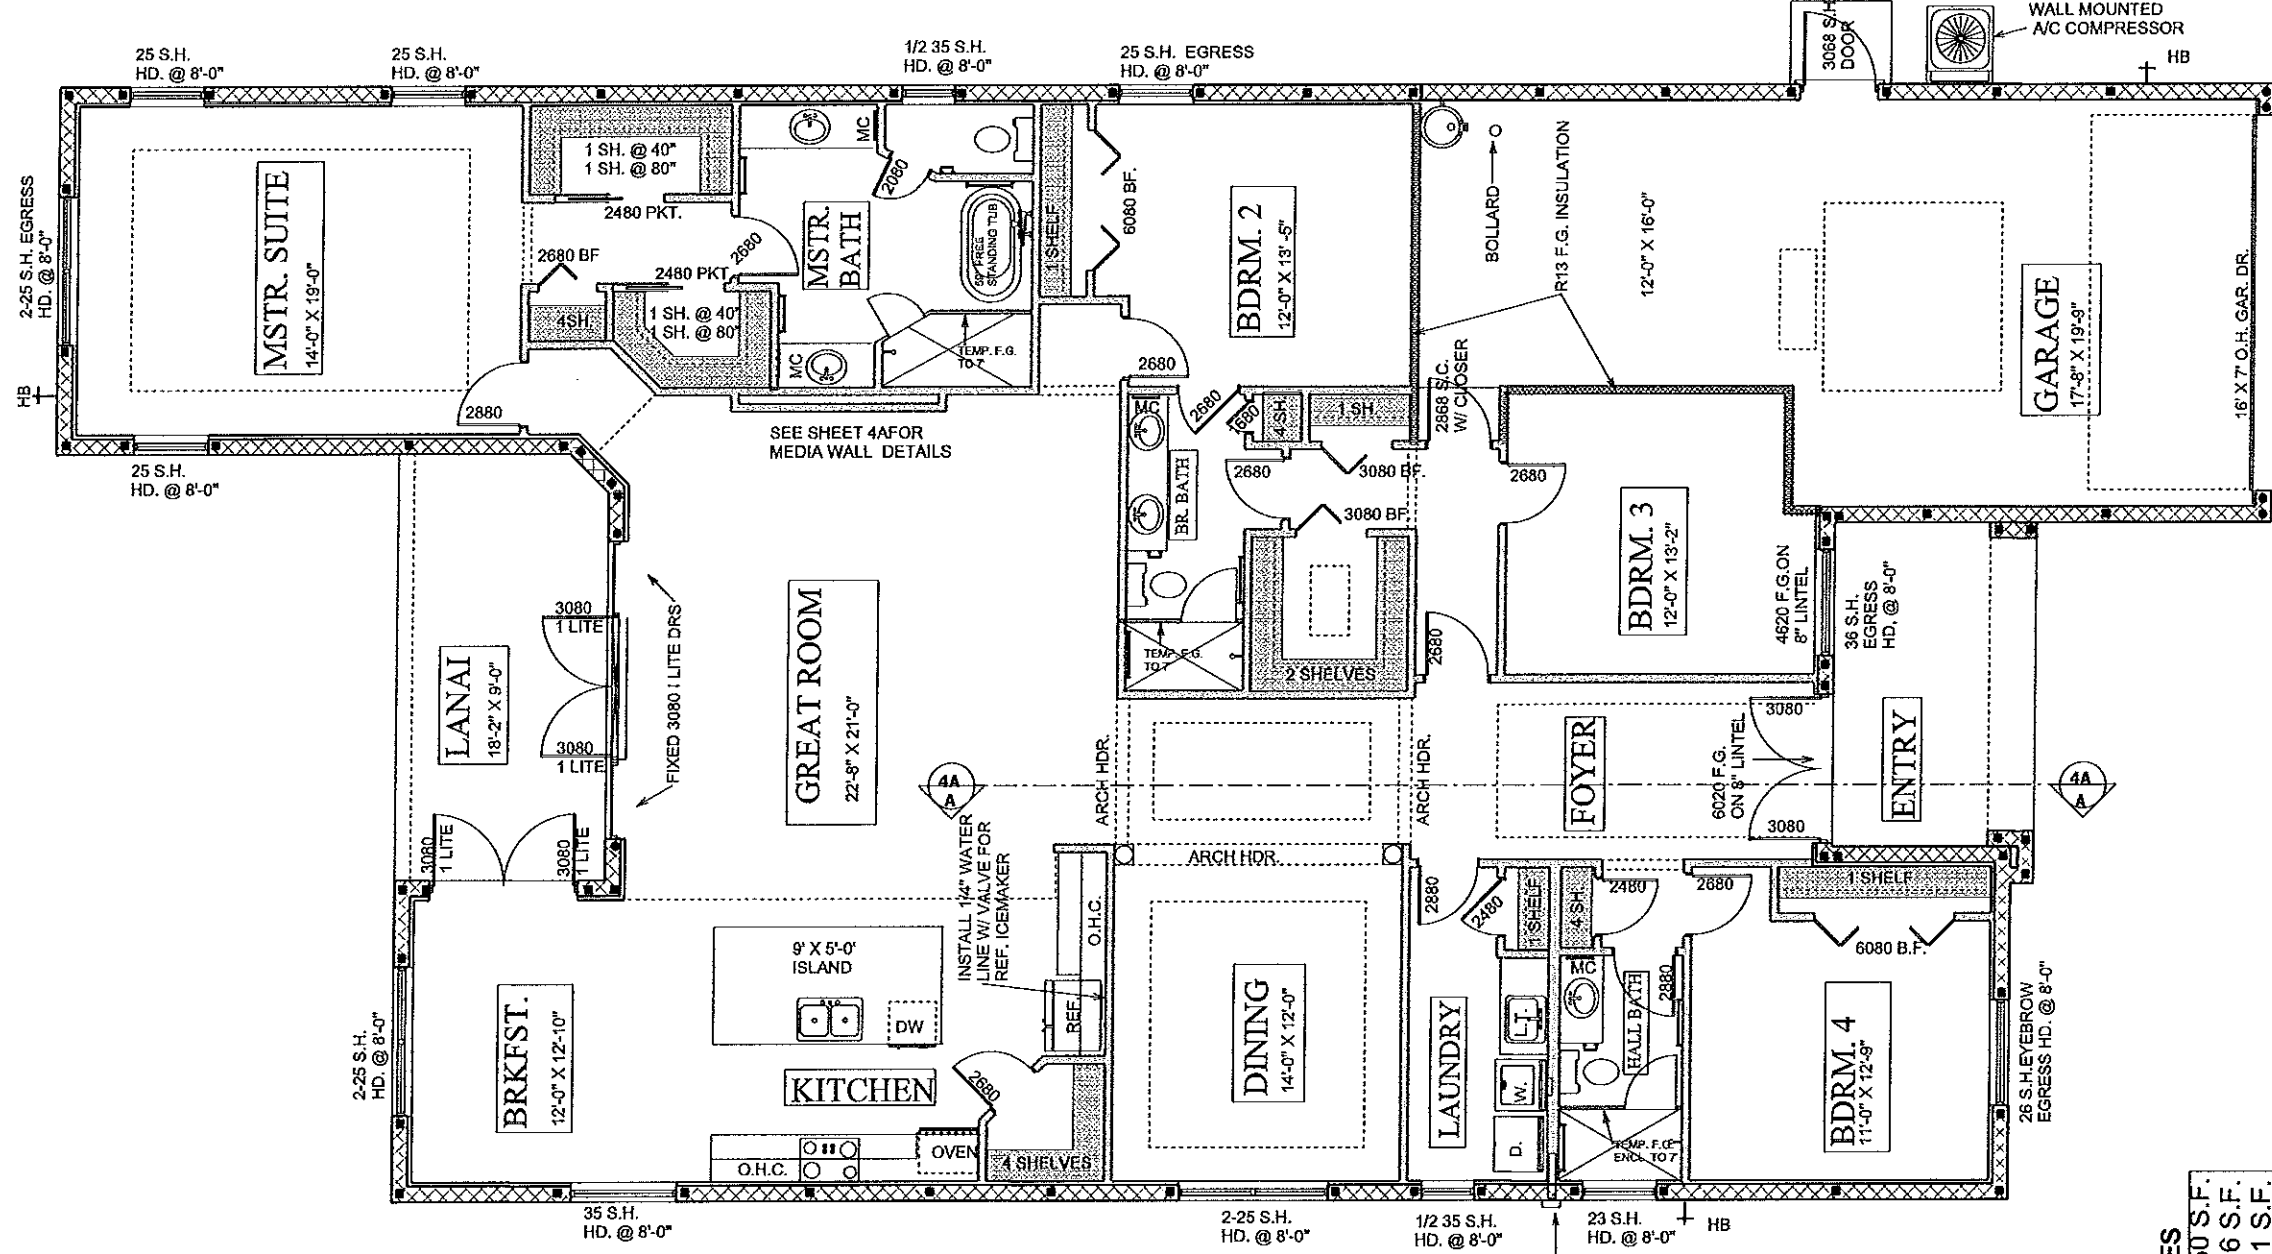 25 S.H.
HD. @ 8'-0"
25 S.H.
HD. @ 8'-0"
1/2 35 S.H.
HD. @ 8'-0"
25 S.H. EGRESS
HD. @ 8'-0"
3068 S.H
DOOR
WALL MOUNTED
A/C COMPRESSOR
HB
2-25 S.H. EGRESS
HD. @ 8'-0"
HB
MSTR. SUITE
14'-0" X 19'-0"
2880
25 S.H.
HD. @ 8'-0"
1 SH. @ 40"
1 SH. @ 80"
2480 PKT.
2680 BF
4SH.
2480 PKT
1 SH. @ 40"
1 SH. @ 80"
2680
MC
2080
MSTR.
BATH
FREE
STANDING TUB
MC
TEMP. F.G.
TO 7'
SEE SHEET 4AFOR
MEDIA WALL DETAILS
1 SHELF
6080 BF.
BDRM. 2
12'-0" X 13' -5"
2680
BOLLARD
R13 F.G. INSULATION
12'-0" X 16'-0"
GARAGE
17'-8" X 19'-9"
16' X 7' O.H. GAR. DR.
MC
2680
1680
4 SH.
1 SH.
2868 S.C.
W/ CLOSER
BR. BATH
2680
3080 BF.
3080 BF
2680
TEMP. F.G.
TO 7'
2 SHELVES
2680
BDRM. 3
12'-0" X 13'-2"
4620 F.G.ON
8" LINTEL
36 S.H.
EGRESS
HD, @ 8'-0"
LANAI
18'-2" X 9'-0"
3080
1 LITE
3080
1 LITE
3080
1 LITE
3080
1 LITE
FIXED 3080 1 LITE DRS
GREAT ROOM
22'-8" X 21'-0"
4A
A
ARCH HDR.
ARCH HDR.
ARCH HDR.
FOYER
6020 F.G.
ON 8" LINTEL
3080
3080
ENTRY
4A
A
INSTALL 1/4" WATER
LINE W/ VALVE FOR
REF. ICEMAKER
O.H.C.
REF.
9' X 5'-0'
ISLAND
DW
2-25 S.H.
HD. @ 8'-0"
BRKFST.
12'-0" X 12'-10"
KITCHEN
2680
O.H.C.
OVEN
4 SHELVES
35 S.H.
HD. @ 8'-0"
DINING
14'-0" X 12'-0"
2-25 S.H.
HD. @ 8'-0"
2880
2480
1 SHELF
4 SH.
2480
2680
1 SHELF
6080 B.F.
LAUNDRY
L.T.
W.
D.
MC
2880
HALL BATH
TEMP. F.G.
ENCL TO 7'
BDRM. 4
11'-0" X 12'-9"
26 S.H.EYEBROW
EGRESS HD. @ 8'-0"
1/2 35 S.H.
HD. @ 8'-0"
23 S.H.
HD. @ 8'-0"
HB
S.F.
6 S.F.
1 S.F.